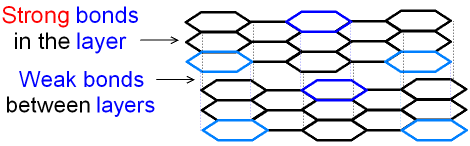 Strong bonds
in the layer
Weak bonds
between layers